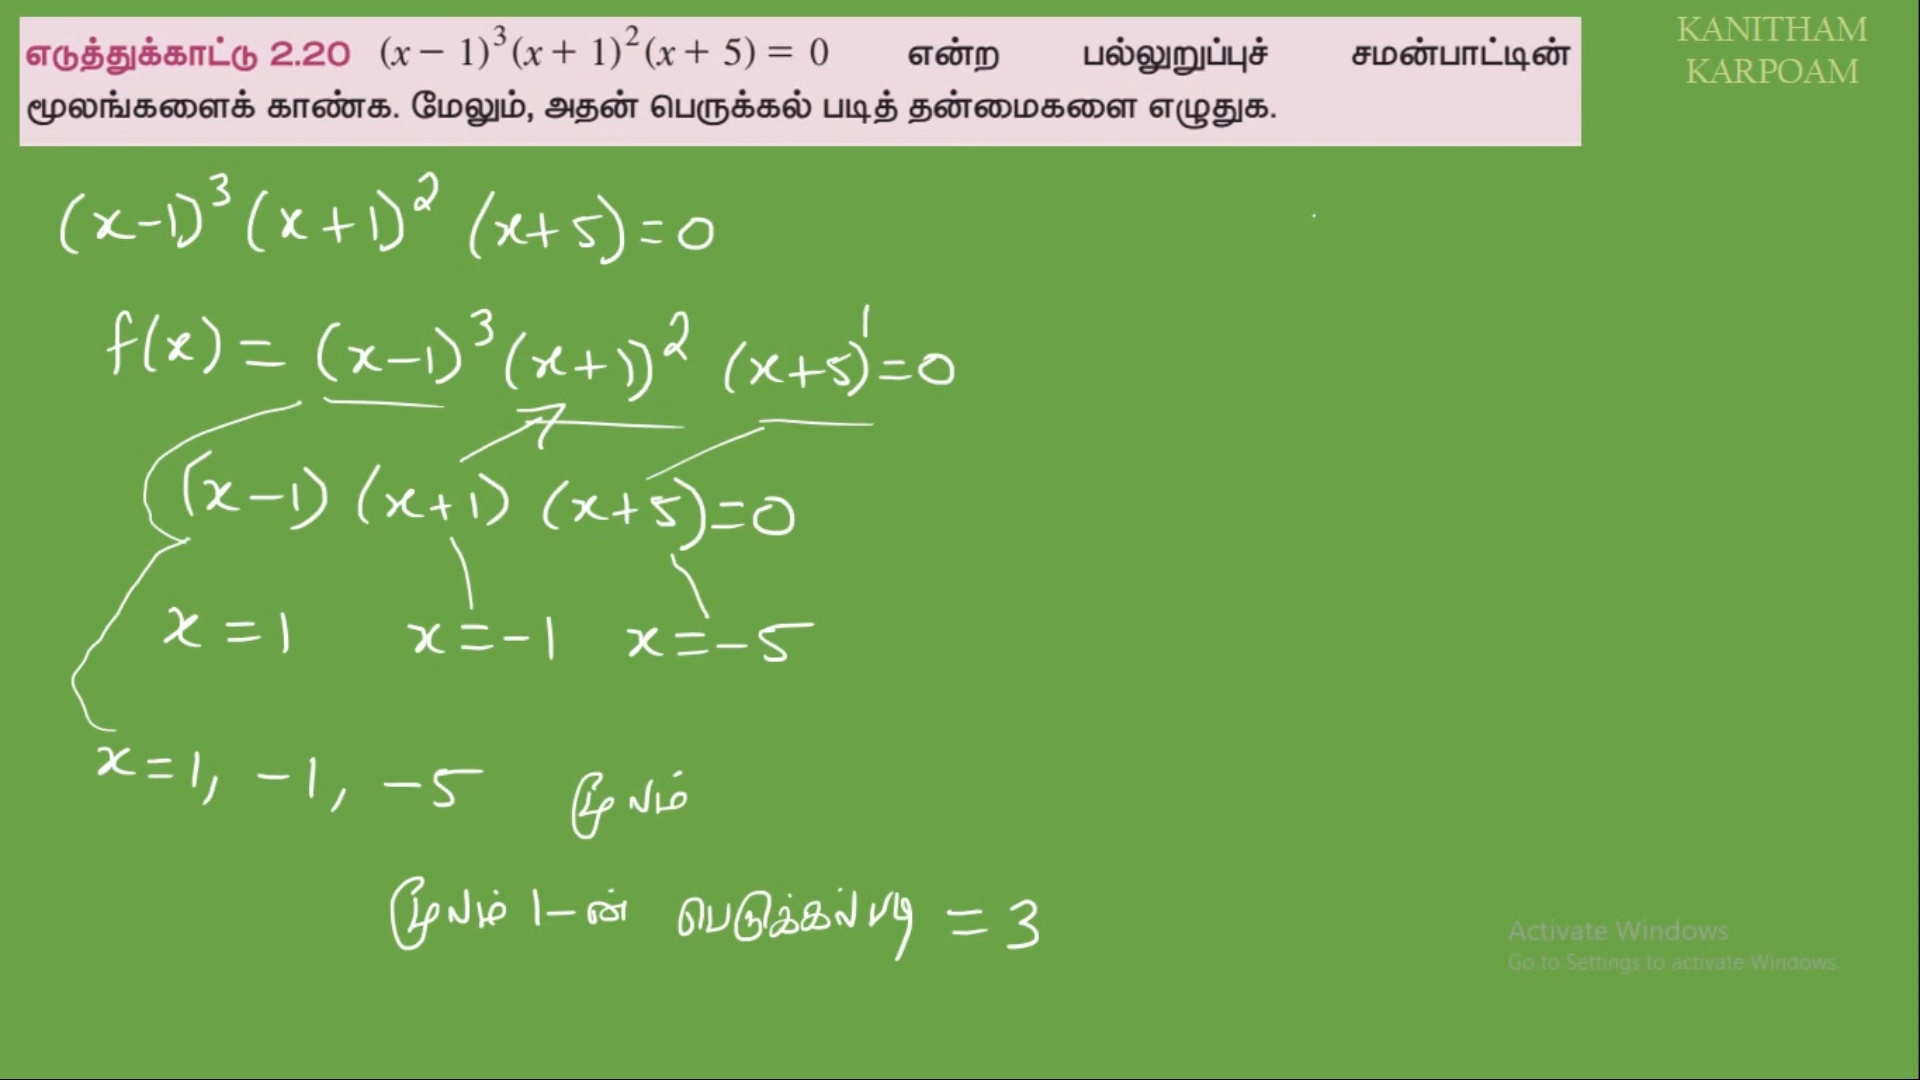 எடுத்துக்காட்டு 2.20 (x − 1)³(x + 1)²(x + 5) = 0 என்ற பல்லுறுப்புச் சமன்பாட்டின்
மூலங்களைக் காண்க. மேலும், அதன் பெருக்கல் படித் தன்மைகளை எழுதுக.
KANITHAM
KARPOAM
(x-1)³ (x+1)² (x+5) = 0
f(x) = (x-1)³ (x+1)² (x+5)¹ = 0
(x-1) (x+1) (x+5) = 0
x = 1 x = -1 x = -5
x = 1, -1, -5 மூலம்
மூலம் 1-ன் பெருக்கல் படி = 3
Activate Windows
Go to Settings to activate Windows.